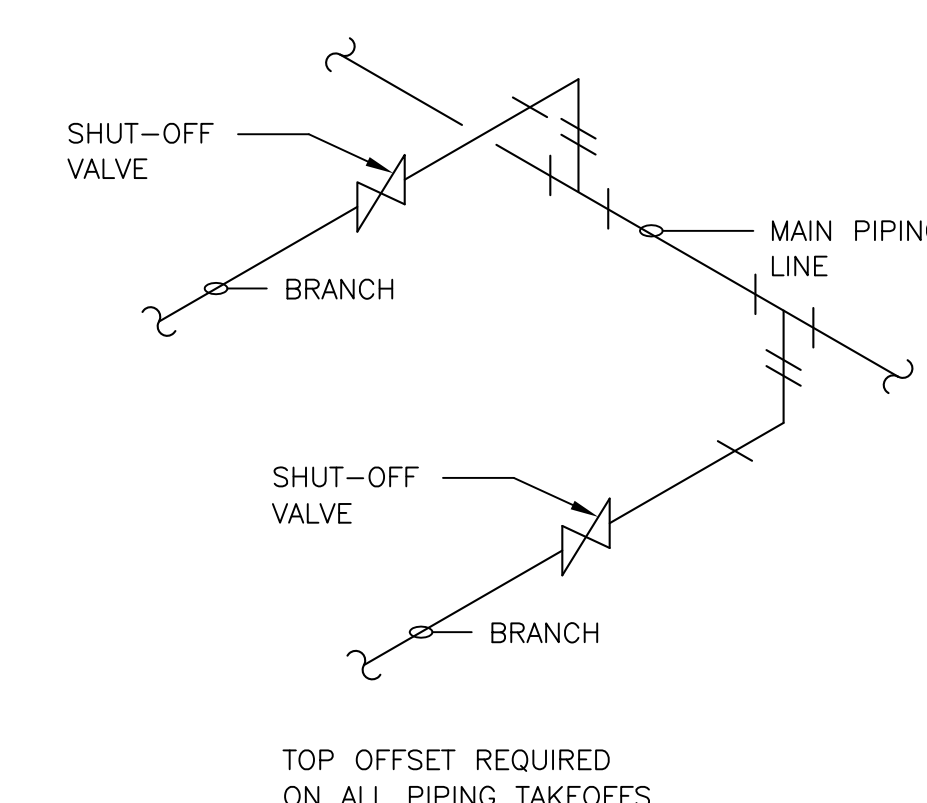 SHUT-OFF
VALVE
MAIN PIPING
LINE
BRANCH
SHUT-OFF
VALVE
BRANCH
TOP OFFSET REQUIRED
ON ALL PIPING TAKEOFFS